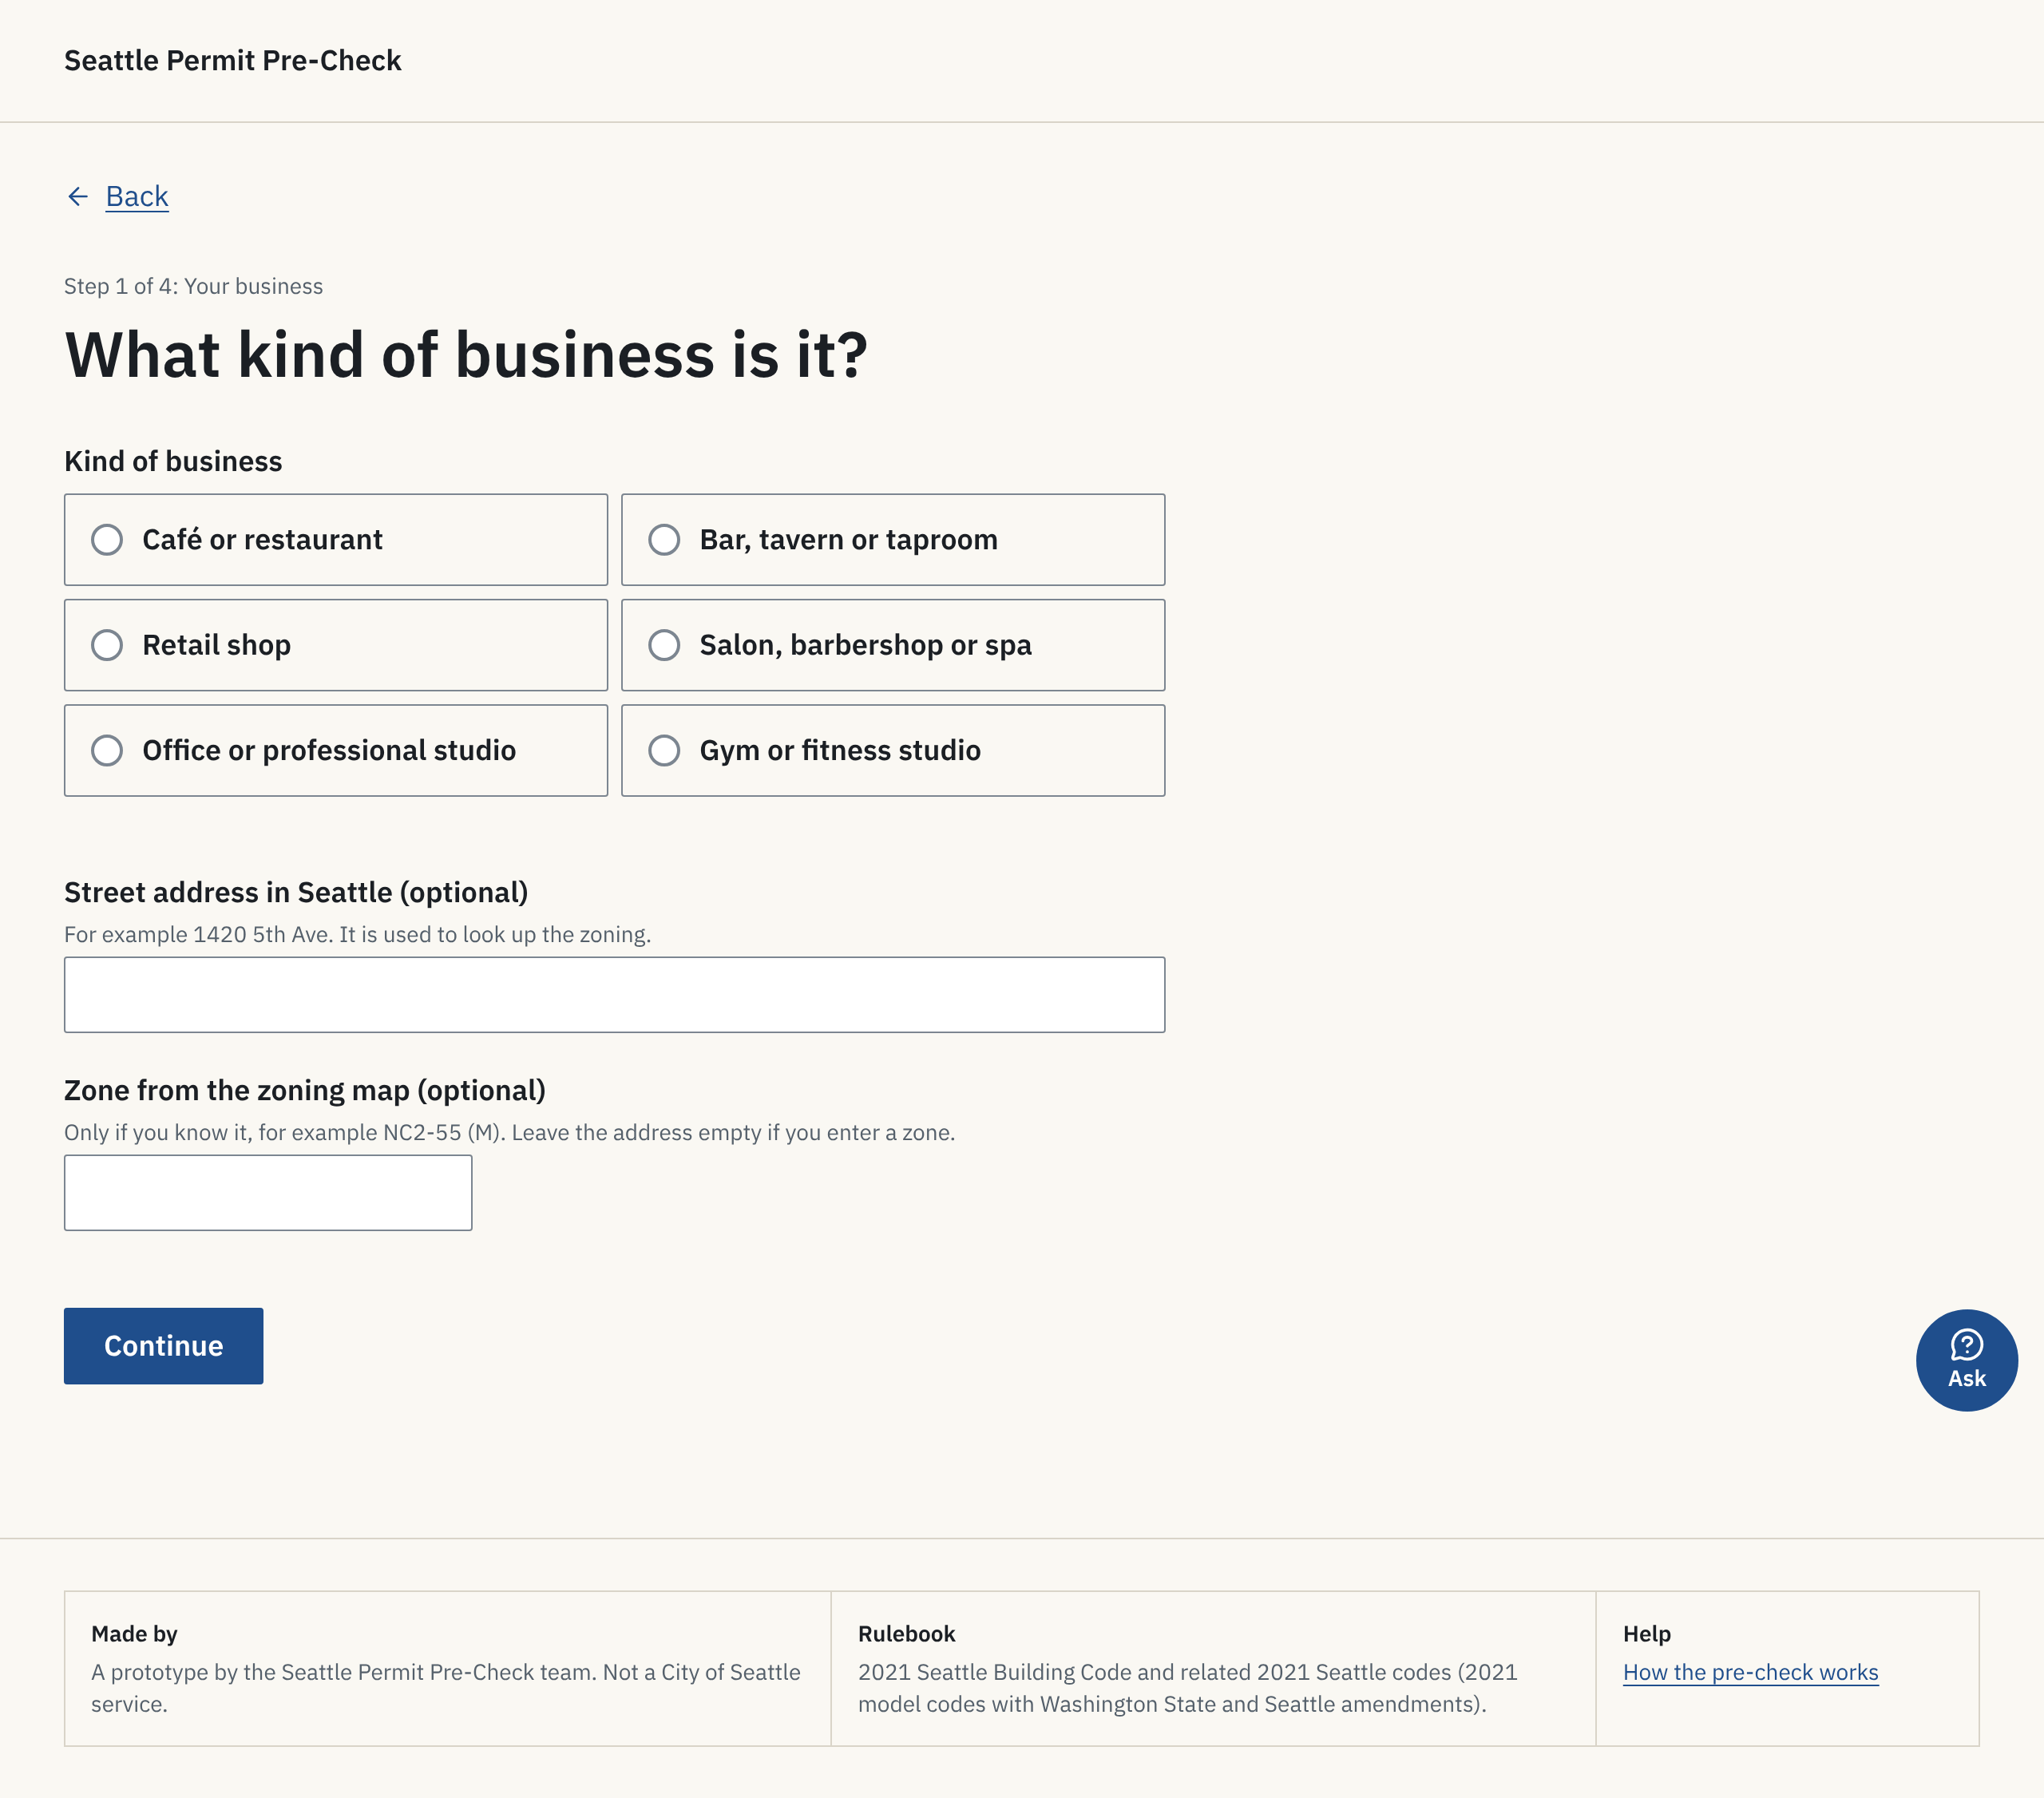 Seattle Permit Pre-Check
Back
Step 1 of 4: Your business
What kind of business is it?
Kind of business
Café or restaurant
Bar, tavern or taproom
Retail shop
Salon, barbershop or spa
Office or professional studio
Gym or fitness studio
Street address in Seattle (optional)
For example 1420 5th Ave. It is used to look up the zoning.
Zone from the zoning map (optional)
Only if you know it, for example NC2-55 (M). Leave the address empty if you enter a zone.
Continue
Ask
Made by
A prototype by the Seattle Permit Pre-Check team. Not a City of Seattle
service.
Rulebook
2021 Seattle Building Code and related 2021 Seattle codes (2021
model codes with Washington State and Seattle amendments).
Help
How the pre-check works